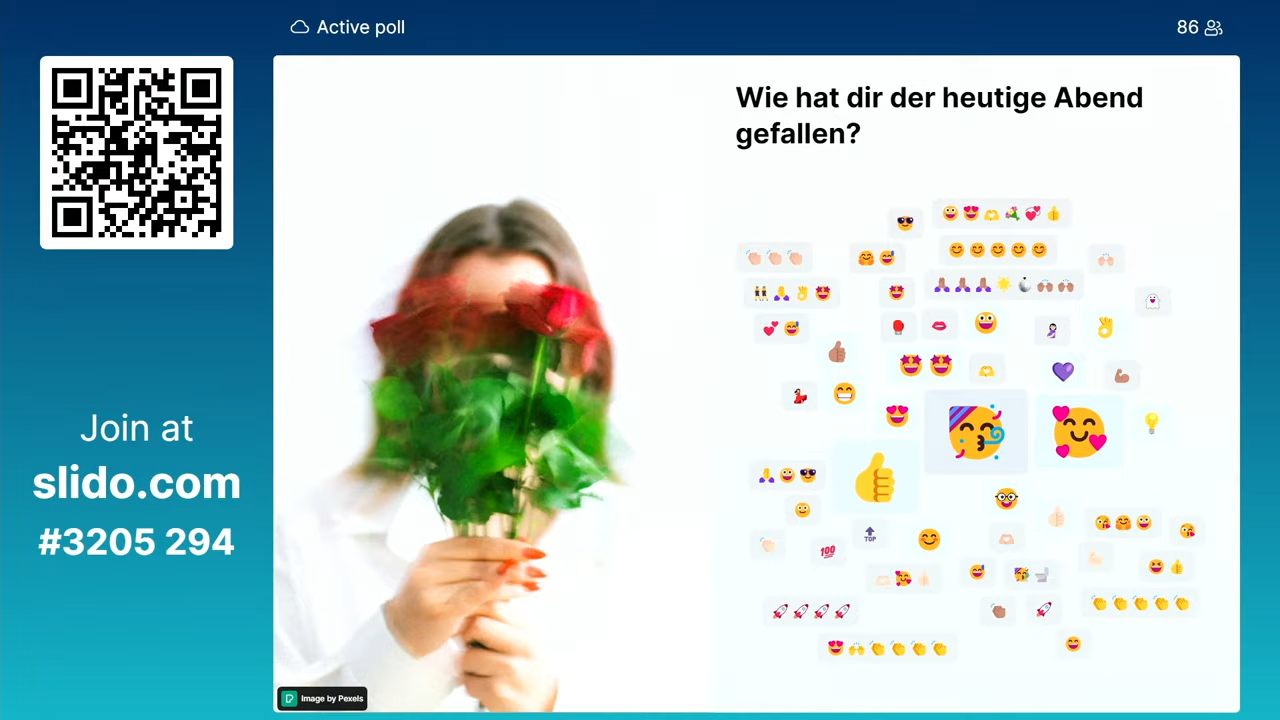 Active poll
86
Wie hat dir der heutige Abend
gefallen?
Join at
slido.com
#3205 294
💯
TOP
Image by Pexels